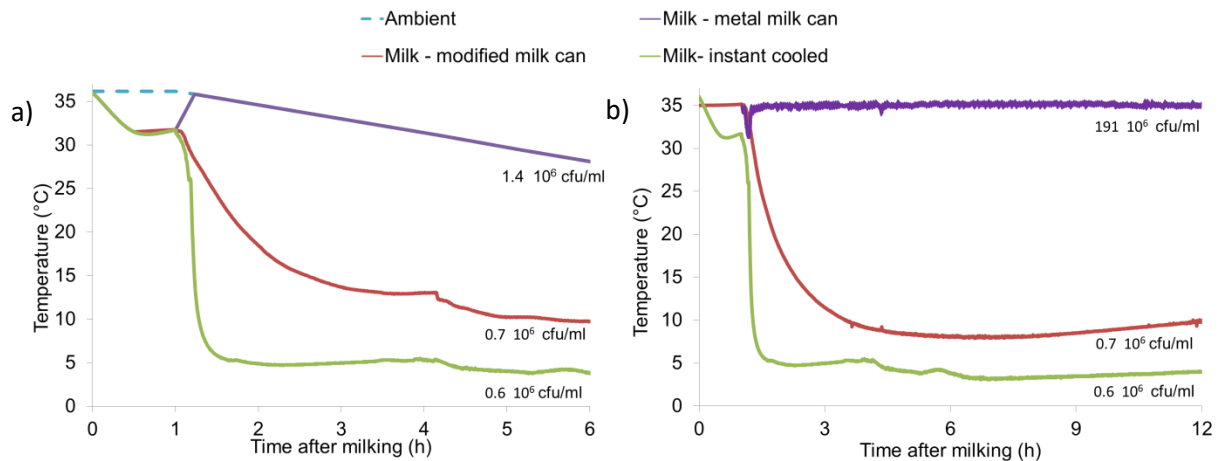 Ambient
Milk - metal milk can
Milk - modified milk can
Milk- instant cooled
a)
Temperature (°C)
35
30
25
20
15
10
5
0
1.4 10⁶ cfu/ml
0.7 10⁶ cfu/ml
0.6 10⁶ cfu/ml
0 1 2 3 4 5 6
Time after milking (h)
b)
Temperature (°C)
35
30
25
20
15
10
5
0
191 10⁶ cfu/ml
0.7 10⁶ cfu/ml
0.6 10⁶ cfu/ml
0 3 6 9 12
Time after milking (h)